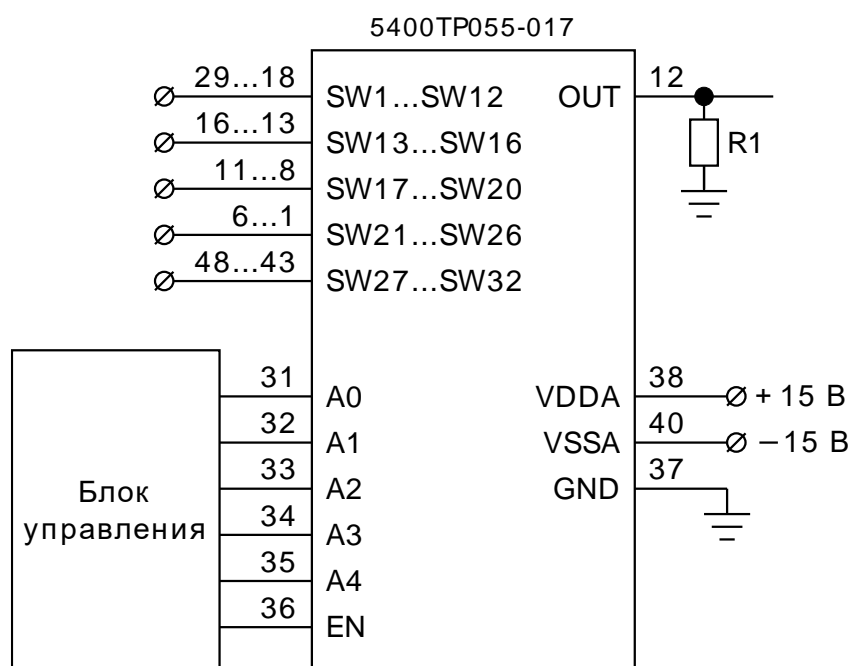 5400ТР055-017
29...18 SW1...SW12 OUT 12
16...13 SW13...SW16 R1
11...8 SW17...SW20
6...1 SW21...SW26
48...43 SW27...SW32
31 A0 VDDA 38 + 15 В
32 A1 VSSA 40 – 15 В
33 A2 GND 37
34 A3
35 A4
36 EN
Блок
управления